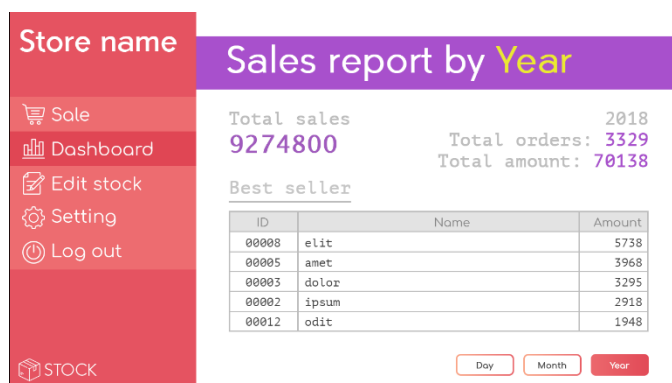 Store name
Sales report by Year
Sale
Dashboard
Edit stock
Setting
Log out
STOCK
Total sales
9274800
2018
Total orders: 3329
Total amount: 70138
Best seller
ID Name Amount
00008 elit 5738
00005 amet 3968
00003 dolor 3295
00002 ipsum 2918
00012 odit 1948
Day Month Year